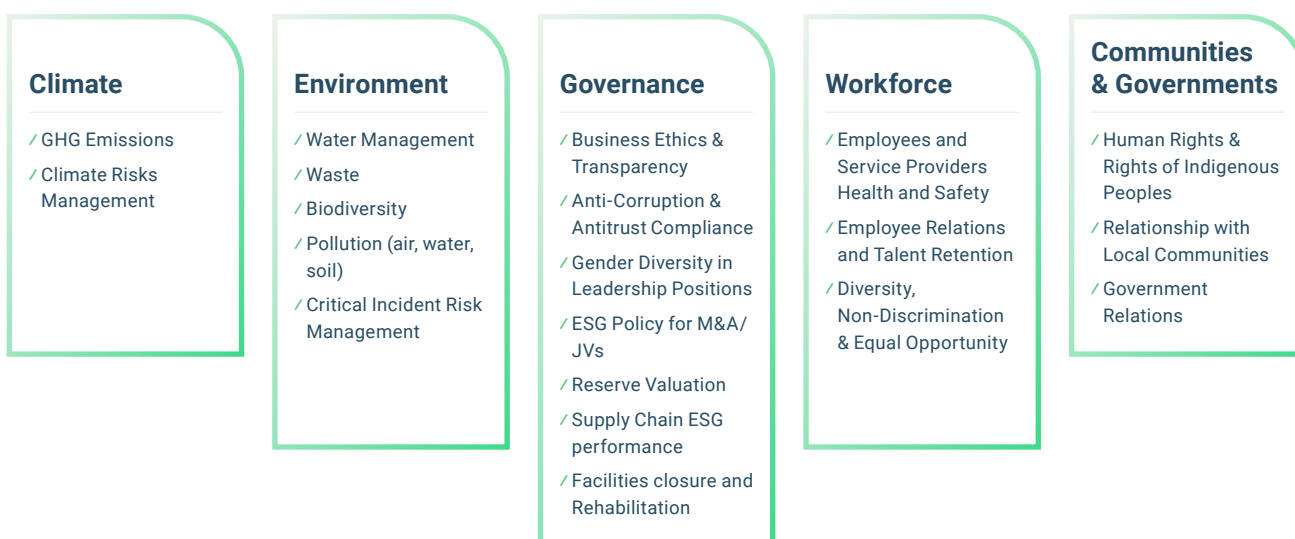 Climate
GHG Emissions
Climate Risks
Management
Environment
Water Management
Waste
Biodiversity
Pollution (air, water,
soil)
Critical Incident Risk
Management
Governance
Business Ethics &
Transparency
Anti-Corruption &
Antitrust Compliance
Gender Diversity in
Leadership Positions
ESG Policy for M&A/
JVs
Reserve Valuation
Supply Chain ESG
performance
Facilities closure and
Rehabilitation
Workforce
Employees and
Service Providers
Health and Safety
Employee Relations
and Talent Retention
Diversity,
Non-Discrimination
& Equal Opportunity
Communities
& Governments
Human Rights &
Rights of Indigenous
Peoples
Relationship with
Local Communities
Government
Relations